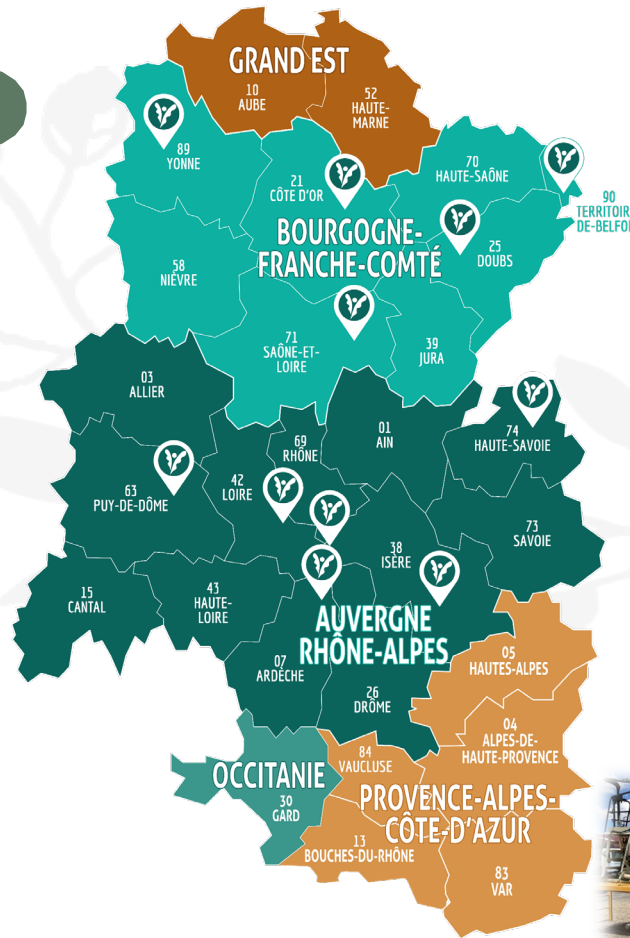 GRAND EST
10
AUBE
52
HAUTE-
MARNE
89
YONNE
21
CÔTE D'OR
70
HAUTE-SAÔNE
90
TERRITOIR
DE-BELFO
BOURGOGNE-
FRANCHE-COMTÉ
25
DOUBS
58
NIÈVRE
71
SAÔNE-ET-
LOIRE
39
JURA
03
ALLIER
01
AIN
69
RHÔNE
74
HAUTE-SAVOIE
63
PUY-DE-DÔME
42
LOIRE
73
SAVOIE
38
ISÈRE
15
CANTAL
43
HAUTE-
LOIRE
AUVERGNE
RHÔNE-ALPES
07
ARDÈCHE
26
DRÔME
05
HAUTES-ALPES
04
ALPES-DE-
HAUTE-PROVENCE
84
VAUCLUSE
OCCITANIE
30
GARD
PROVENCE-ALPES-
CÔTE-D'AZUR
13
BOUCHES-DU-RHÔNE
83
VAR